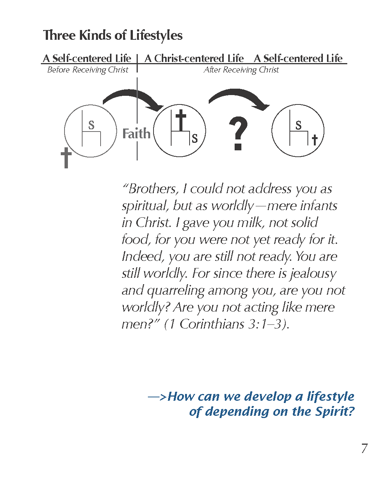 Three Kinds of Lifestyles
A Self-centered Life A Christ-centered Life A Self-centered Life
Before Receiving Christ After Receiving Christ
S Faith S ? S
“Brothers, I could not address you as
spiritual, but as worldly—mere infants
in Christ. I gave you milk, not solid
food, for you were not yet ready for it.
Indeed, you are still not ready. You are
still worldly. For since there is jealousy
and quarreling among you, are you not
worldly? Are you not acting like mere
men?” (1 Corinthians 3:1–3).
—>How can we develop a lifestyle
of depending on the Spirit?
7